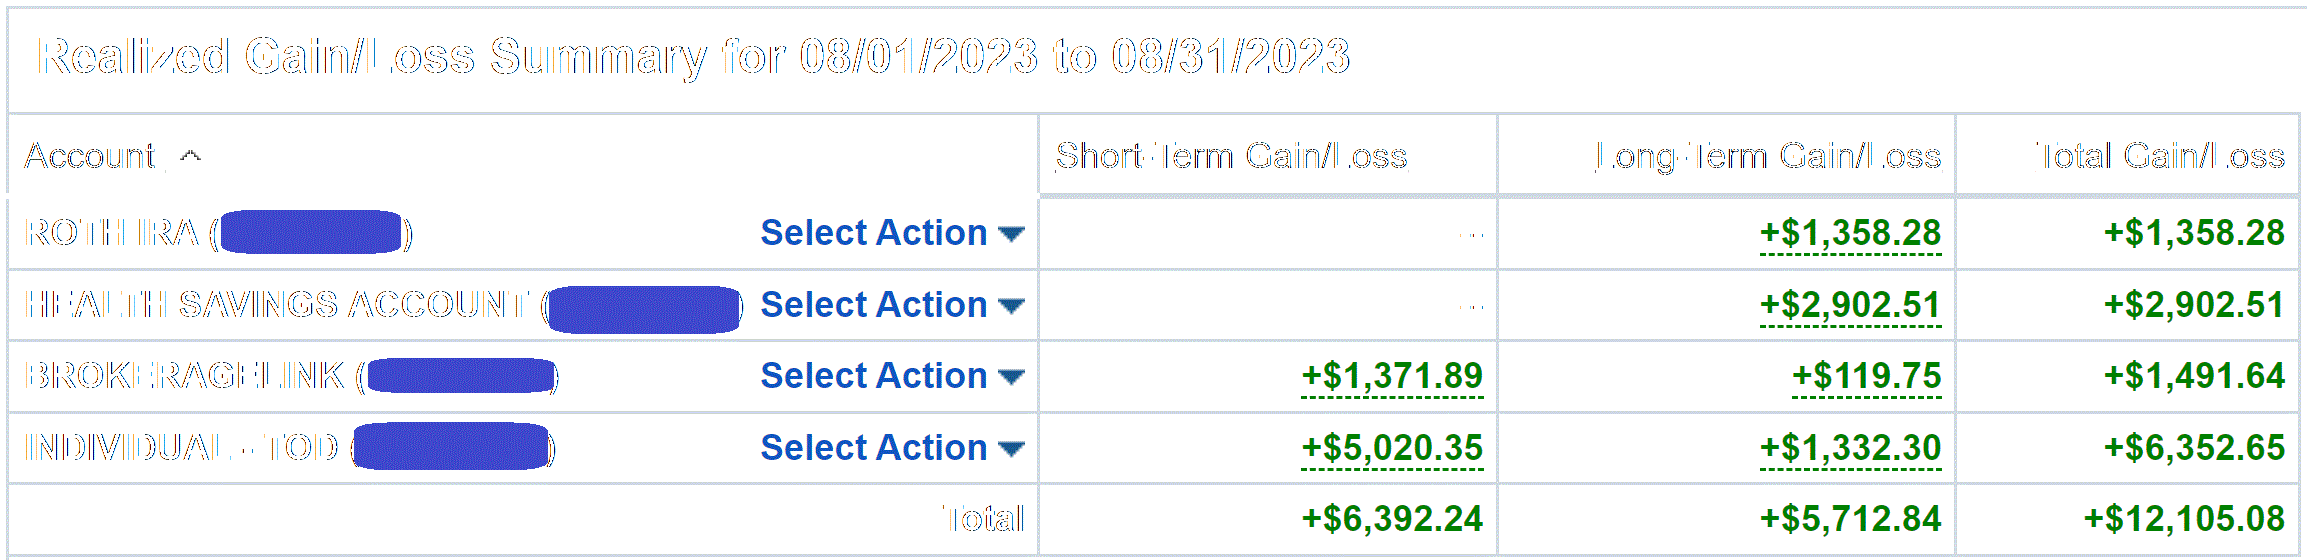 Realized Gain/Loss Summary for 08/01/2023 to 08/31/2023
Account Short-Term Gain/Loss Long-Term Gain/Loss Total Gain/Loss
ROTH IRA ( ) Select Action -- +$1,358.28 +$1,358.28
HEALTH SAVINGS ACCOUNT ( ) Select Action -- +$2,902.51 +$2,902.51
BROKERAGELINK ( ) Select Action +$1,371.89 +$119.75 +$1,491.64
INDIVIDUAL - TOD ( ) Select Action +$5,020.35 +$1,332.30 +$6,352.65
Total +$6,392.24 +$5,712.84 +$12,105.08